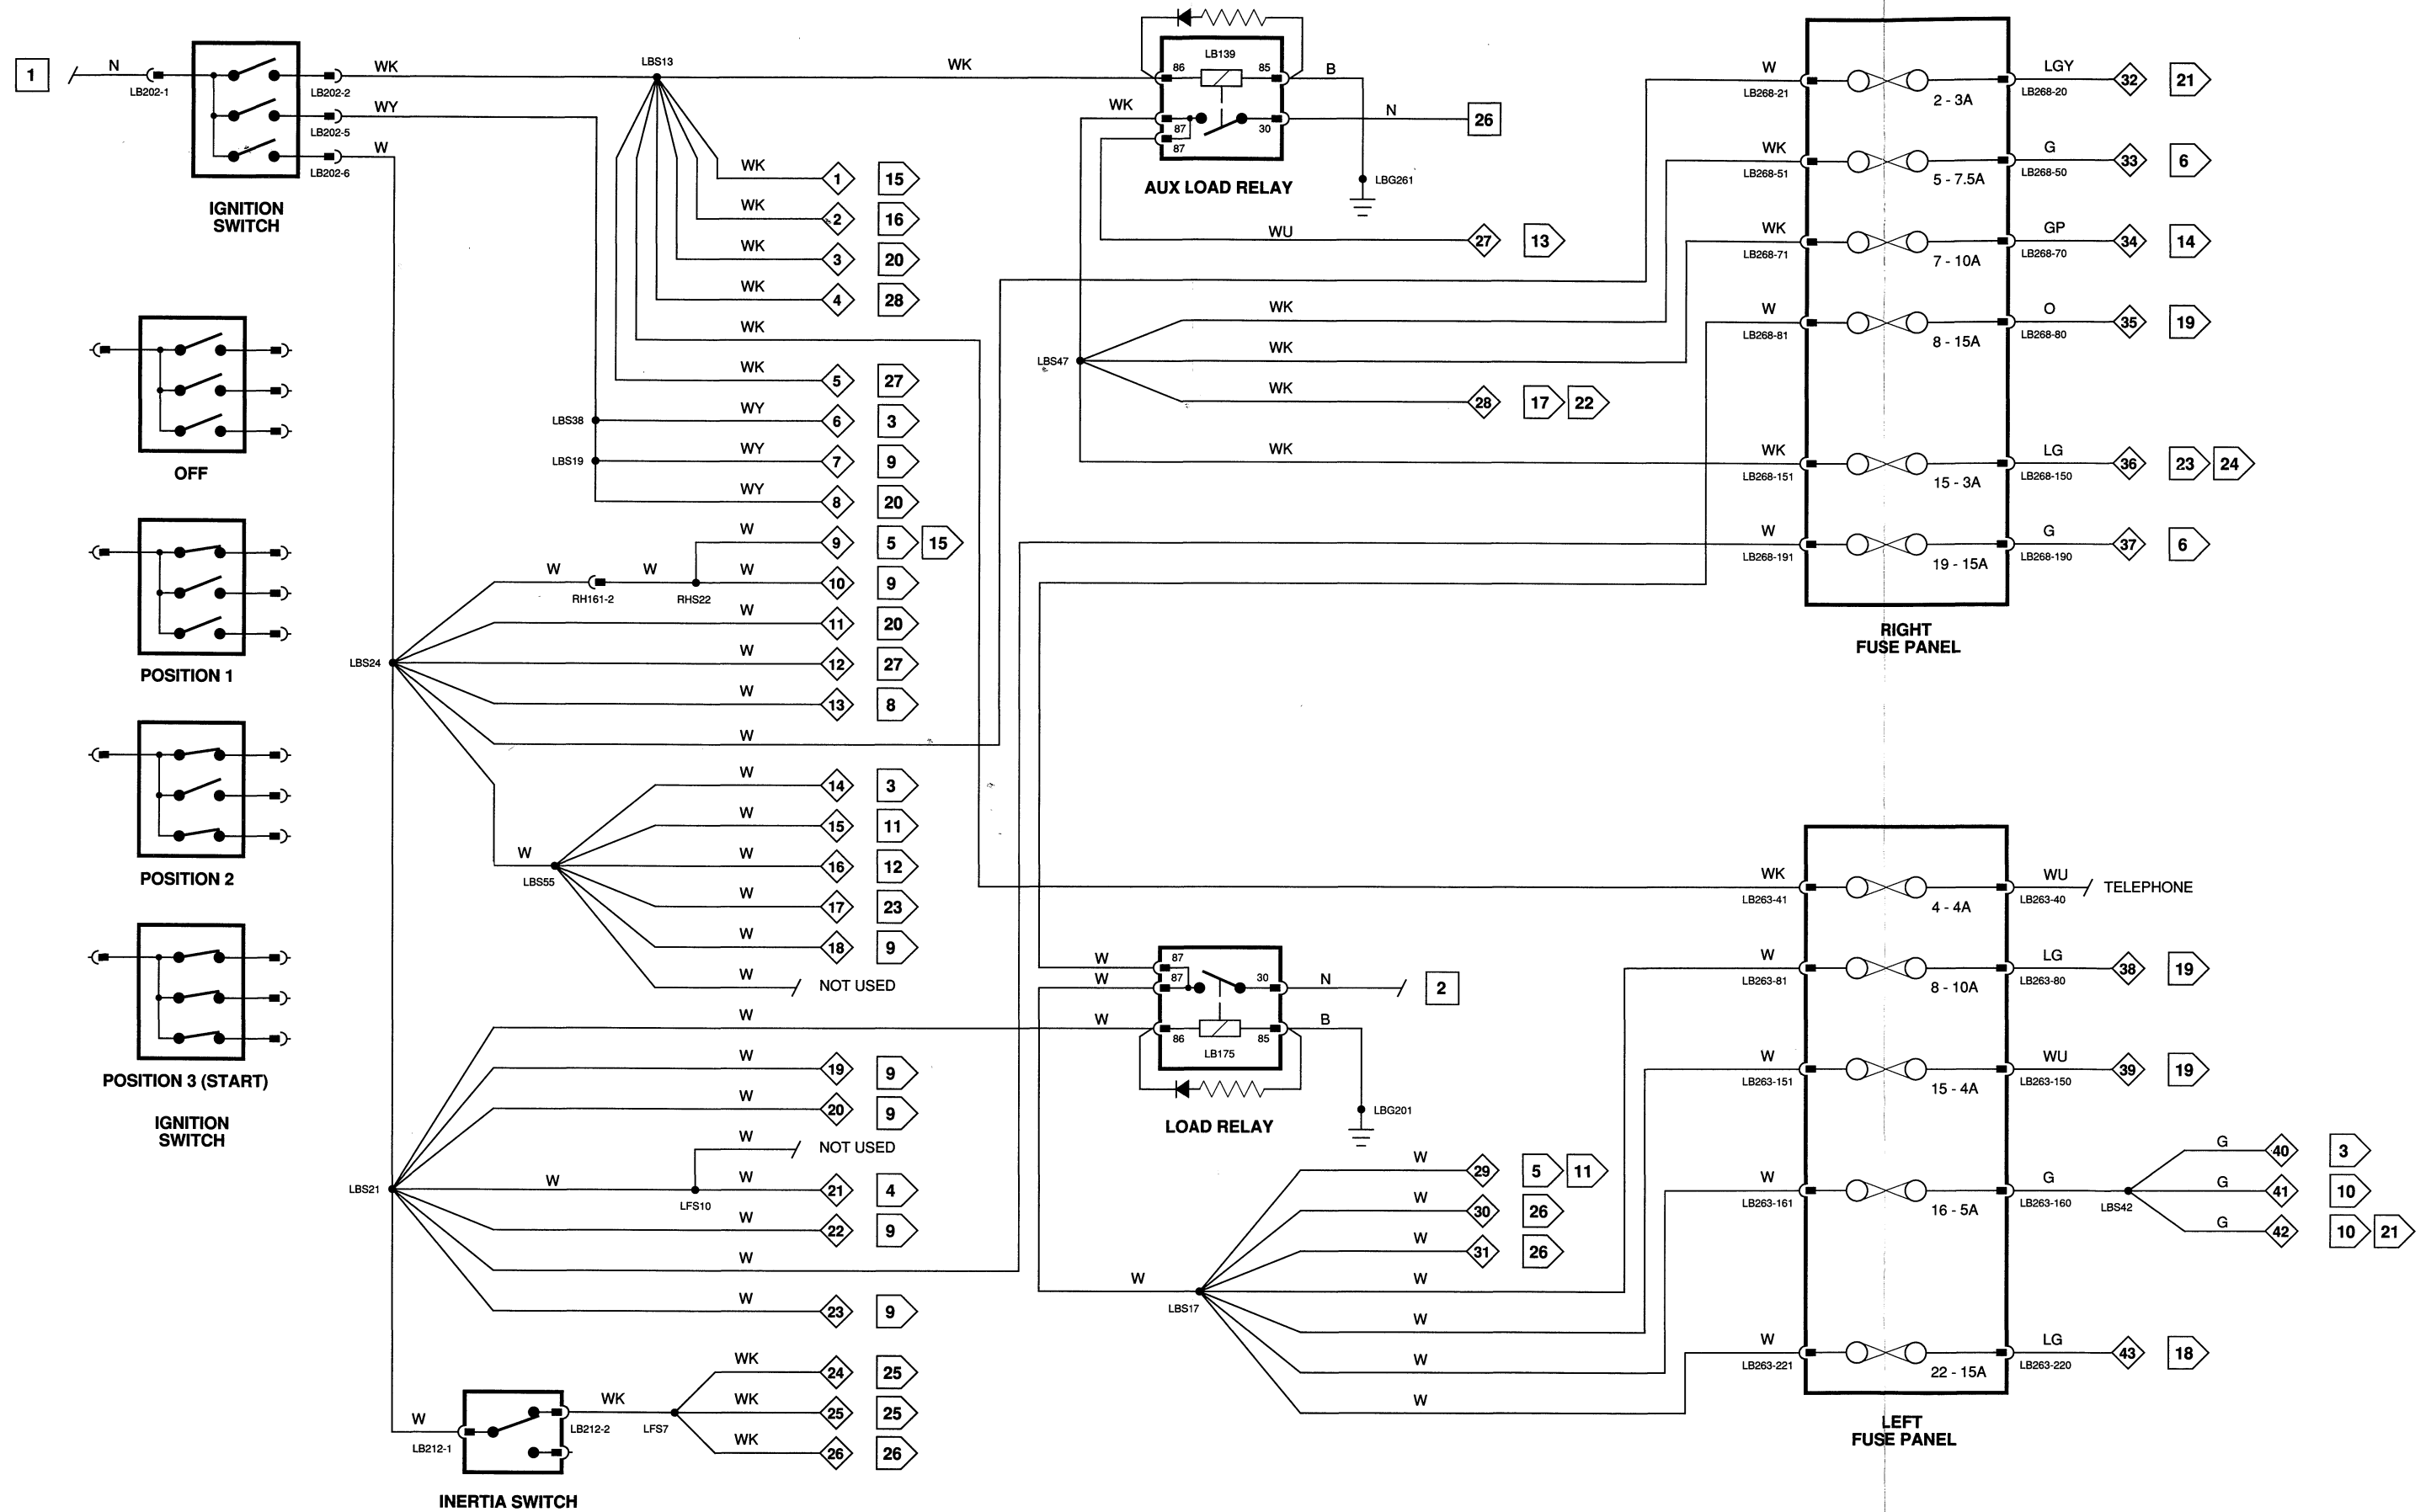 1
N
LB202-1
LB202-2
WK
LB202-5
WY
LB202-6
W
IGNITION
SWITCH
OFF
POSITION 1
POSITION 2
POSITION 3 (START)
IGNITION
SWITCH
LBS13
WK
WK 1 15
WK 2 16
WK 3 20
WK 4 28
WK
WK 5 27
LBS38 WY 6 3
LBS19 WY 7 9
WY 8 20
W 9 5 15
W RH161-2 W RHS22 W 10 9
W 11 20
LBS24 W 12 27
W 13 8
W
W 14 3
W 15 11
W LBS55 W 16 12
W 17 23
W 18 9
W NOT USED
W
W 19 9
W 20 9
W NOT USED
LBS21 W LFS10 W 21 4
W 22 9
W
W 23 9
WK 24 25
W LB212-1 LB212-2 WK LFS7 WK 25 25
WK 26 26
INERTIA SWITCH
LB139
86 85 B
WK 87 30 N 26
87
LBG261
AUX LOAD RELAY
WU 27 13
WK
LBS47 WK
WK 28 17 22
WK
W 87
W 87 30 N 2
W 86 85 B
LB175
LBG201
LOAD RELAY
W 29 5 11
W 30 26
W 31 26
W LBS17 W
W
W
W
W LB268-21 2 - 3A LGY LB268-20 32 21
WK LB268-51 5 - 7.5A G LB268-50 33 6
WK LB268-71 7 - 10A GP LB268-70 34 14
W LB268-81 8 - 15A O LB268-80 35 19
WK LB268-151 15 - 3A LG LB268-150 36 23 24
W LB268-191 19 - 15A G LB268-190 37 6
RIGHT
FUSE PANEL
WK LB263-41 4 - 4A WU LB263-40 TELEPHONE
W LB263-81 8 - 10A LG LB263-80 38 19
W LB263-151 15 - 4A WU LB263-150 39 19
G 40 3
W LB263-161 16 - 5A G LB263-160 LBS42 G 41 10
G 42 10 21
W LB263-221 22 - 15A LG LB263-220 43 18
LEFT
FUSE PANEL